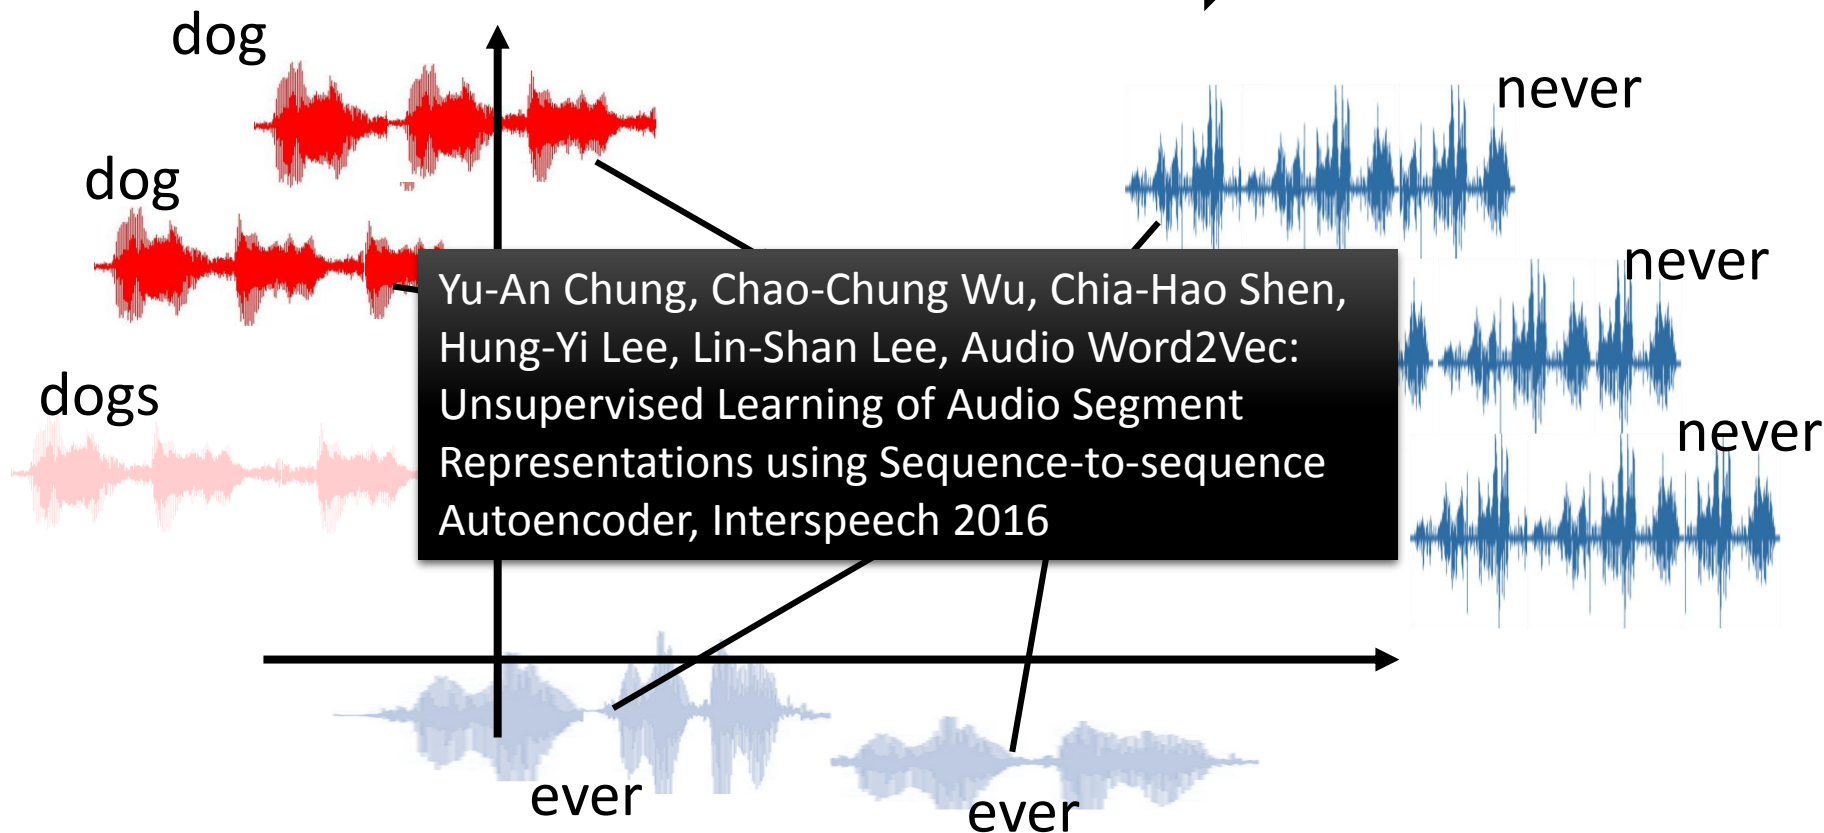 dog
never
dog
never
Yu-An Chung, Chao-Chung Wu, Chia-Hao Shen,
Hung-Yi Lee, Lin-Shan Lee, Audio Word2Vec:
Unsupervised Learning of Audio Segment
Representations using Sequence-to-sequence
Autoencoder, Interspeech 2016
dogs
never
ever
ever